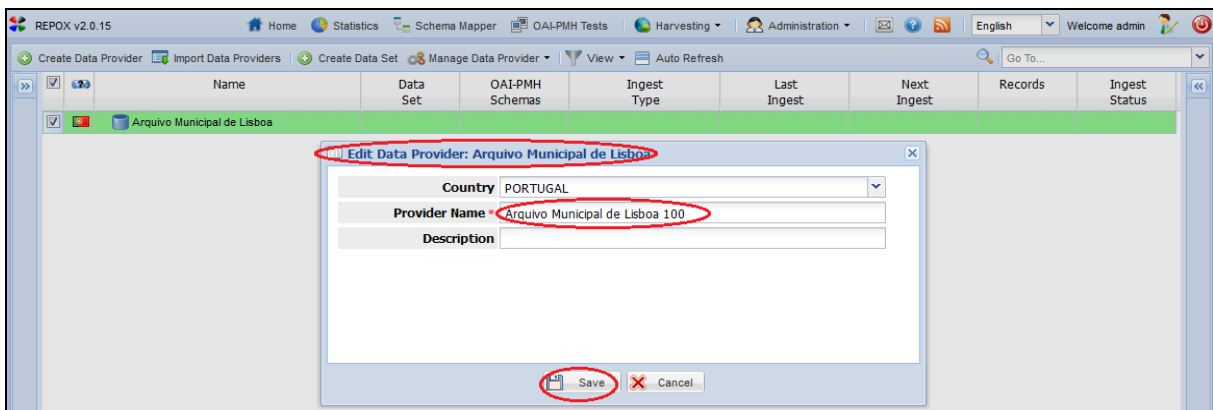 REPOX v2.0.15 Home Statistics Schema Mapper OAI-PMH Tests Harvesting Administration English Welcome admin
Create Data Provider Import Data Providers Create Data Set Manage Data Provider View Auto Refresh Go To...
Name Data Set OAI-PMH Schemas Ingest Type Last Ingest Next Ingest Records Ingest Status
Arquivo Municipal de Lisboa
Edit Data Provider: Arquivo Municipal de Lisboa
Country PORTUGAL
Provider Name * Arquivo Municipal de Lisboa 100
Description
Save Cancel